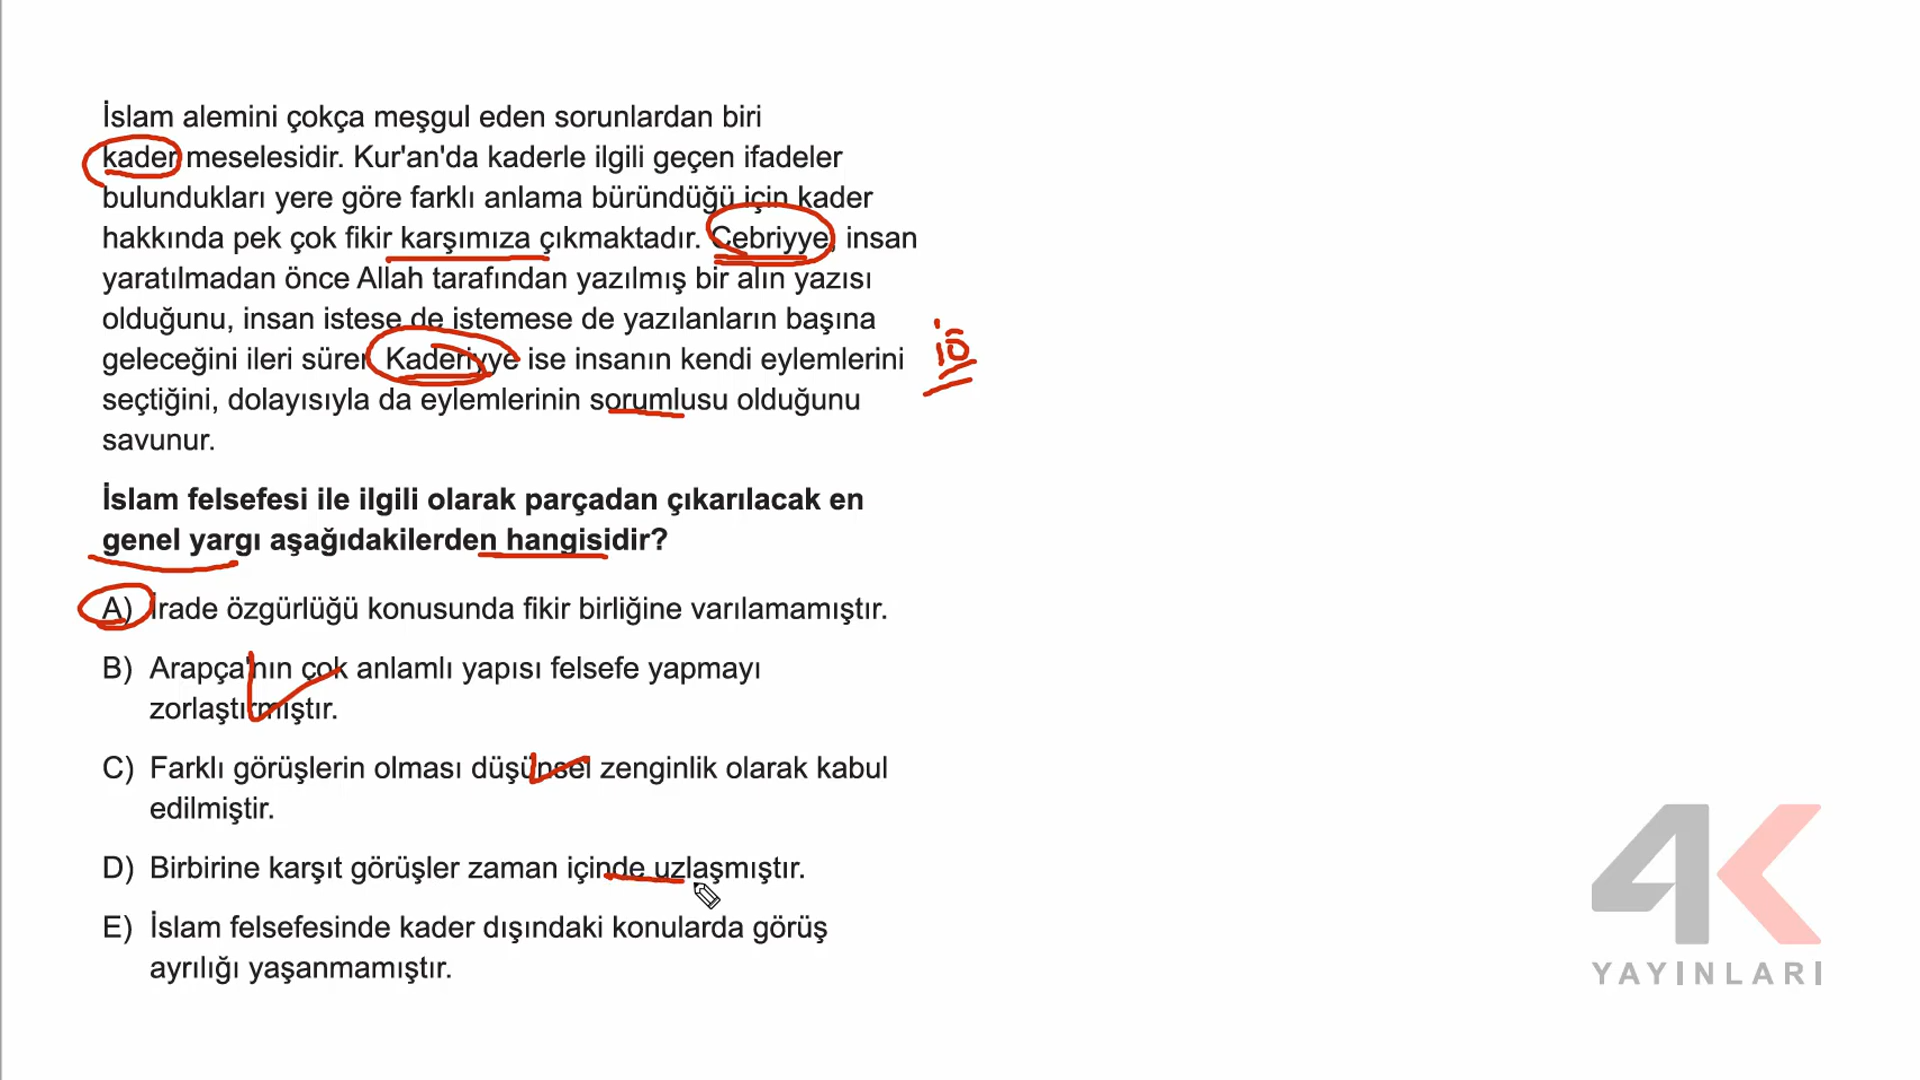 İslam alemini çokça meşgul eden sorunlardan biri
kader meselesidir. Kur'an'da kaderle ilgili geçen ifadeler
bulundukları yere göre farklı anlama büründüğü için kader
hakkında pek çok fikir karşımıza çıkmaktadır. Cebriyye, insan
yaratılmadan önce Allah tarafından yazılmış bir alın yazısı
olduğunu, insan istese de istemese de yazılanların başına
geleceğini ileri sürer. Kaderiyye ise insanın kendi eylemlerini
seçtiğini, dolayısıyla da eylemlerinin sorumlusu olduğunu
savunur.
iö
İslam felsefesi ile ilgili olarak parçadan çıkarılacak en
genel yargı aşağıdakilerden hangisidir?
A) İrade özgürlüğü konusunda fikir birliğine varılamamıştır.
B) Arapça'nın çok anlamlı yapısı felsefe yapmayı
zorlaştırmıştır.
C) Farklı görüşlerin olması düşünsel zenginlik olarak kabul
edilmiştir.
D) Birbirine karşıt görüşler zaman içinde uzlaşmıştır.
E) İslam felsefesinde kader dışındaki konularda görüş
ayrılığı yaşanmamıştır.
4K
YAYINLARI